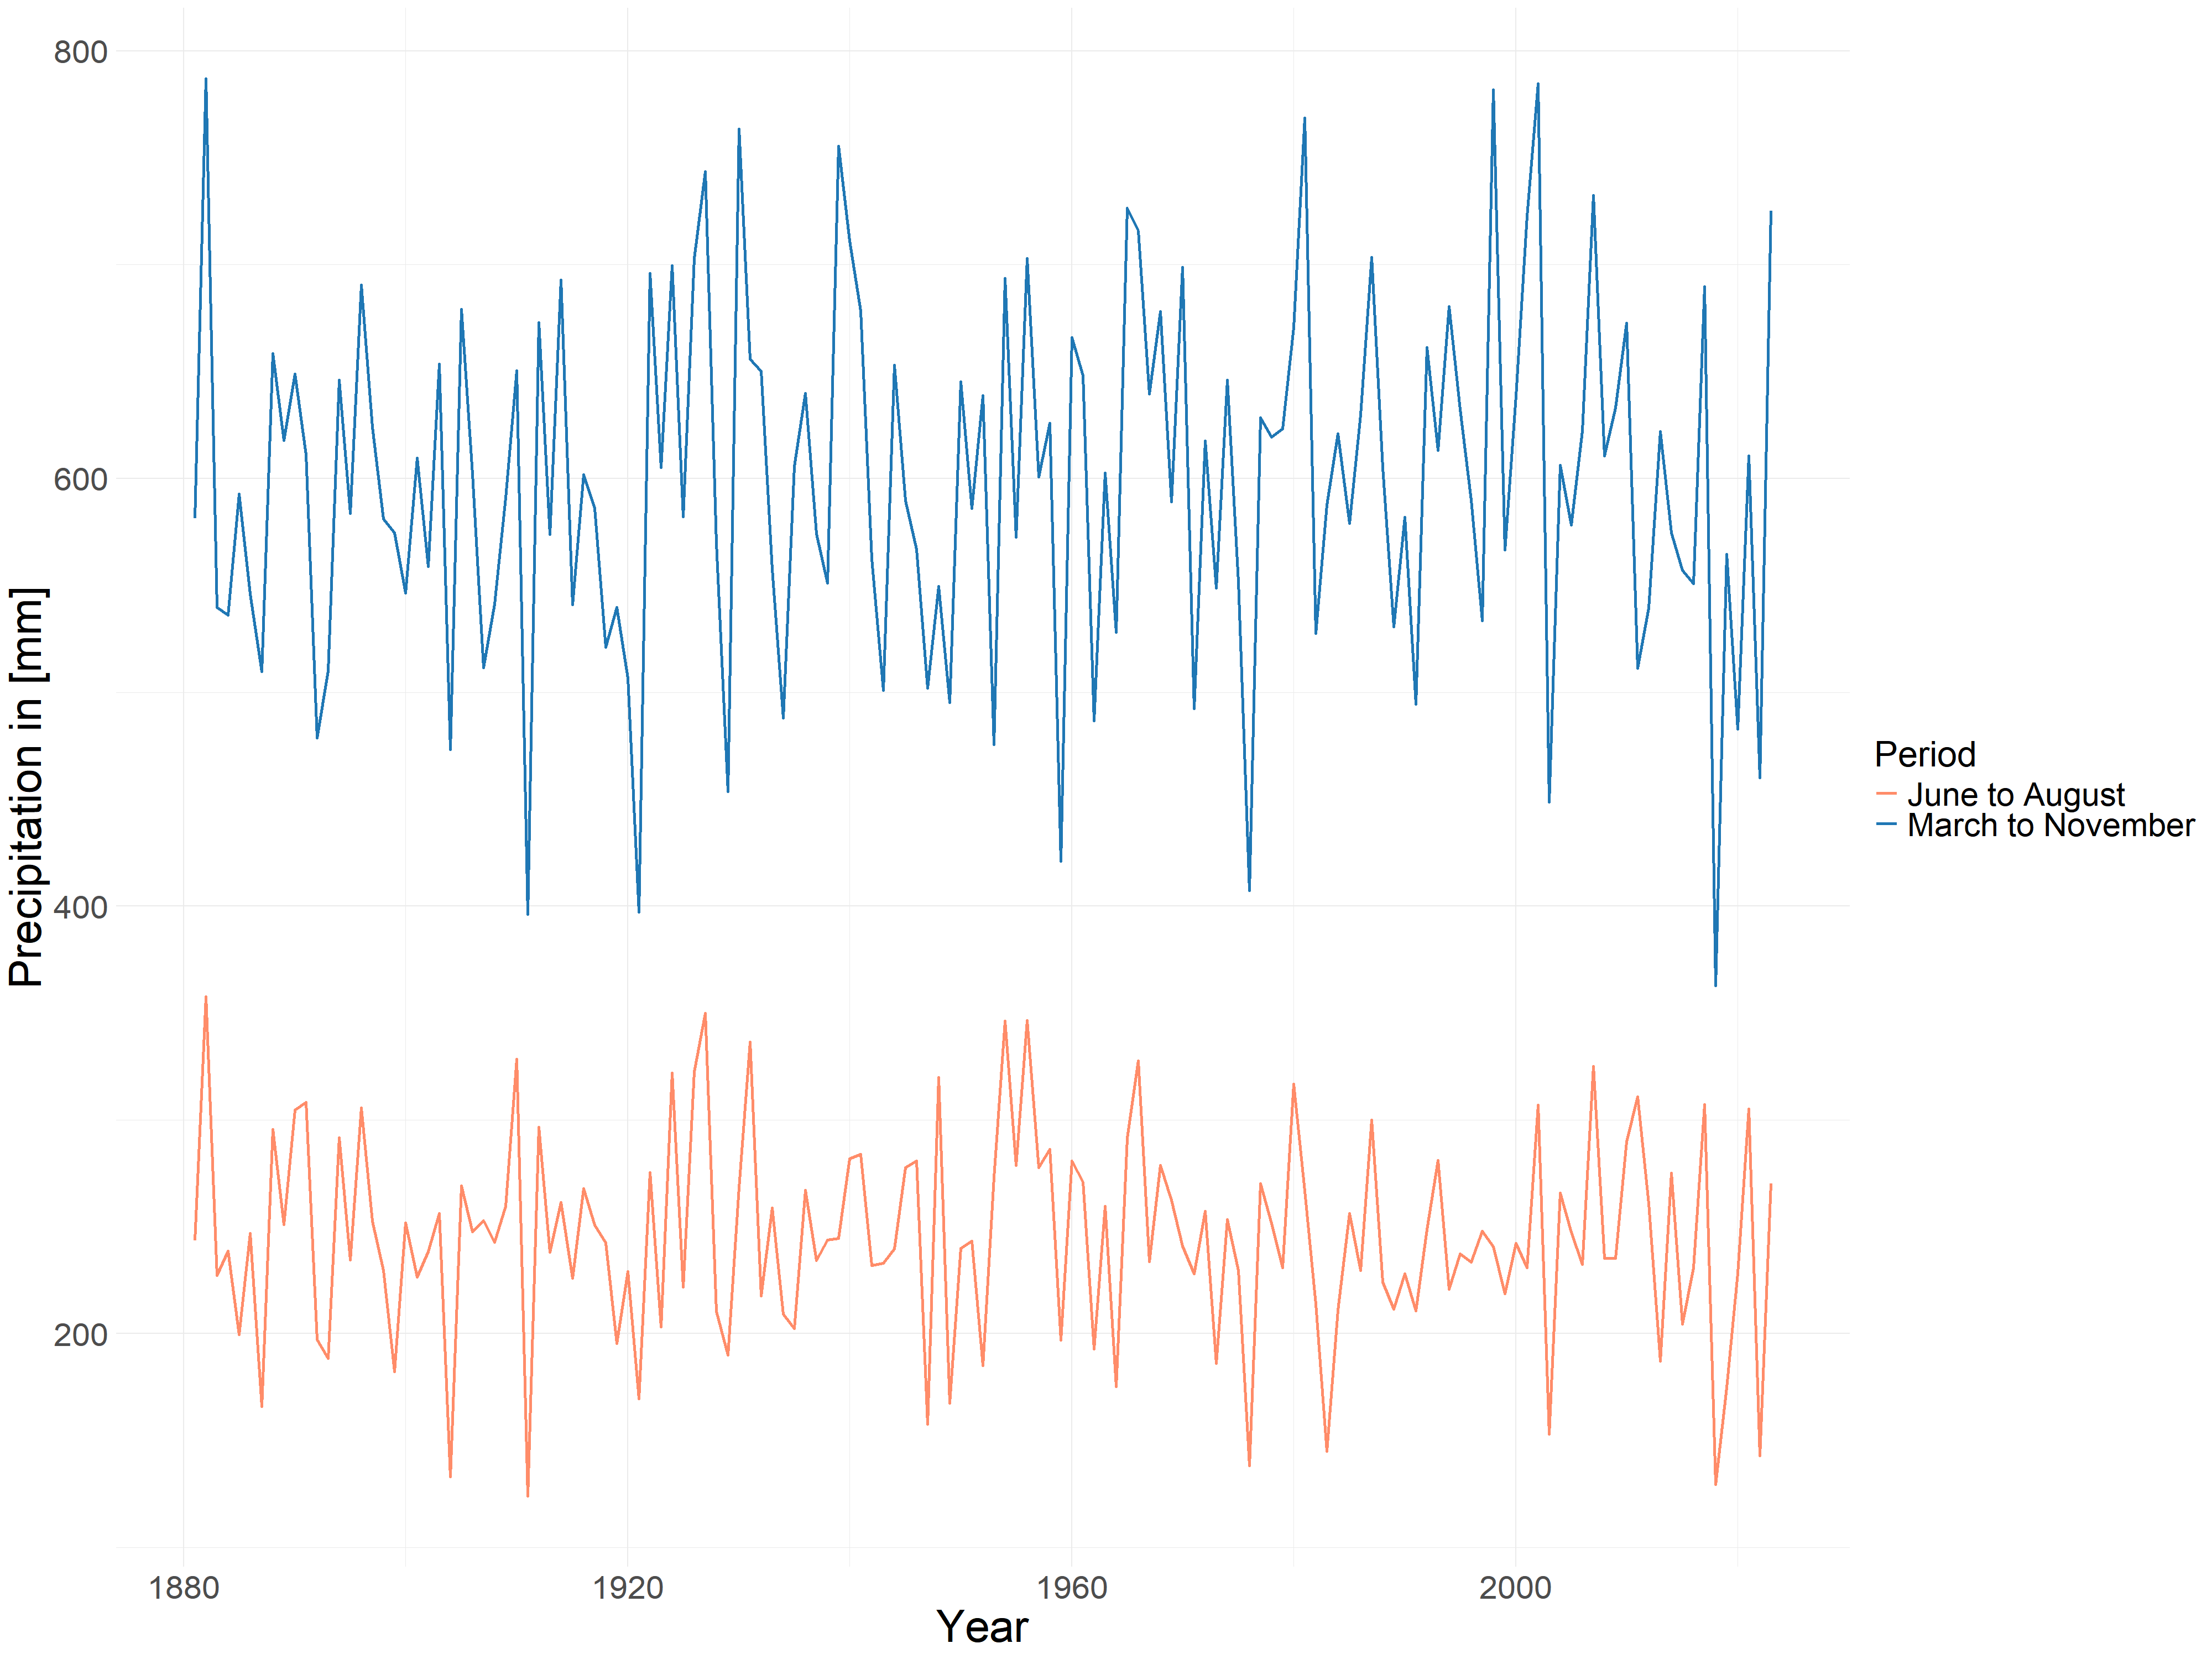 800
600
400
200
Precipitation in [mm]
1880 1920 1960 2000
Year
Period
June to August
March to November